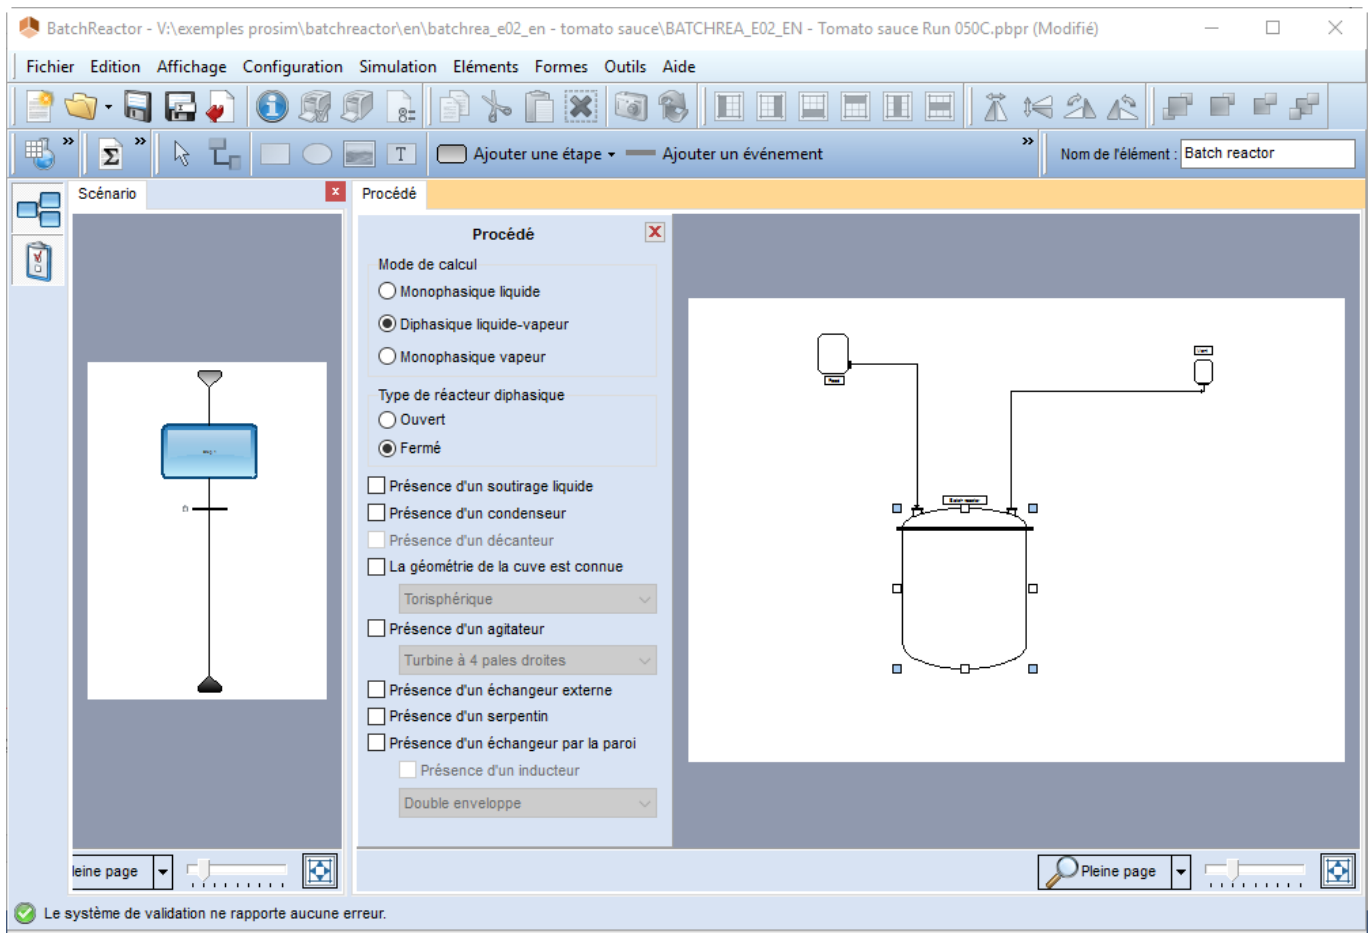 BatchReactor - V:\exemples prosim\batchreactor\en\batchrea_e02_en - tomato sauce\BATCHREA_E02_EN - Tomato sauce Run 050C.pbpr (Modifié)
Fichier Edition Affichage Configuration Simulation Eléments Formes Outils Aide
Ajouter une étape Ajouter un événement Nom de l'élément : Batch reactor
Scénario
Procédé
Procédé
Mode de calcul
Monophasique liquide
Diphasique liquide-vapeur
Monophasique vapeur
Type de réacteur diphasique
Ouvert
Fermé
Présence d'un soutirage liquide
Présence d'un condenseur
Présence d'un décanteur
La géométrie de la cuve est connue
Torisphérique
Présence d'un agitateur
Turbine à 4 pales droites
Présence d'un échangeur externe
Présence d'un serpentin
Présence d'un échangeur par la paroi
Présence d'un inducteur
Double enveloppe
Batch reactor
leine page
Pleine page
Le système de validation ne rapporte aucune erreur.